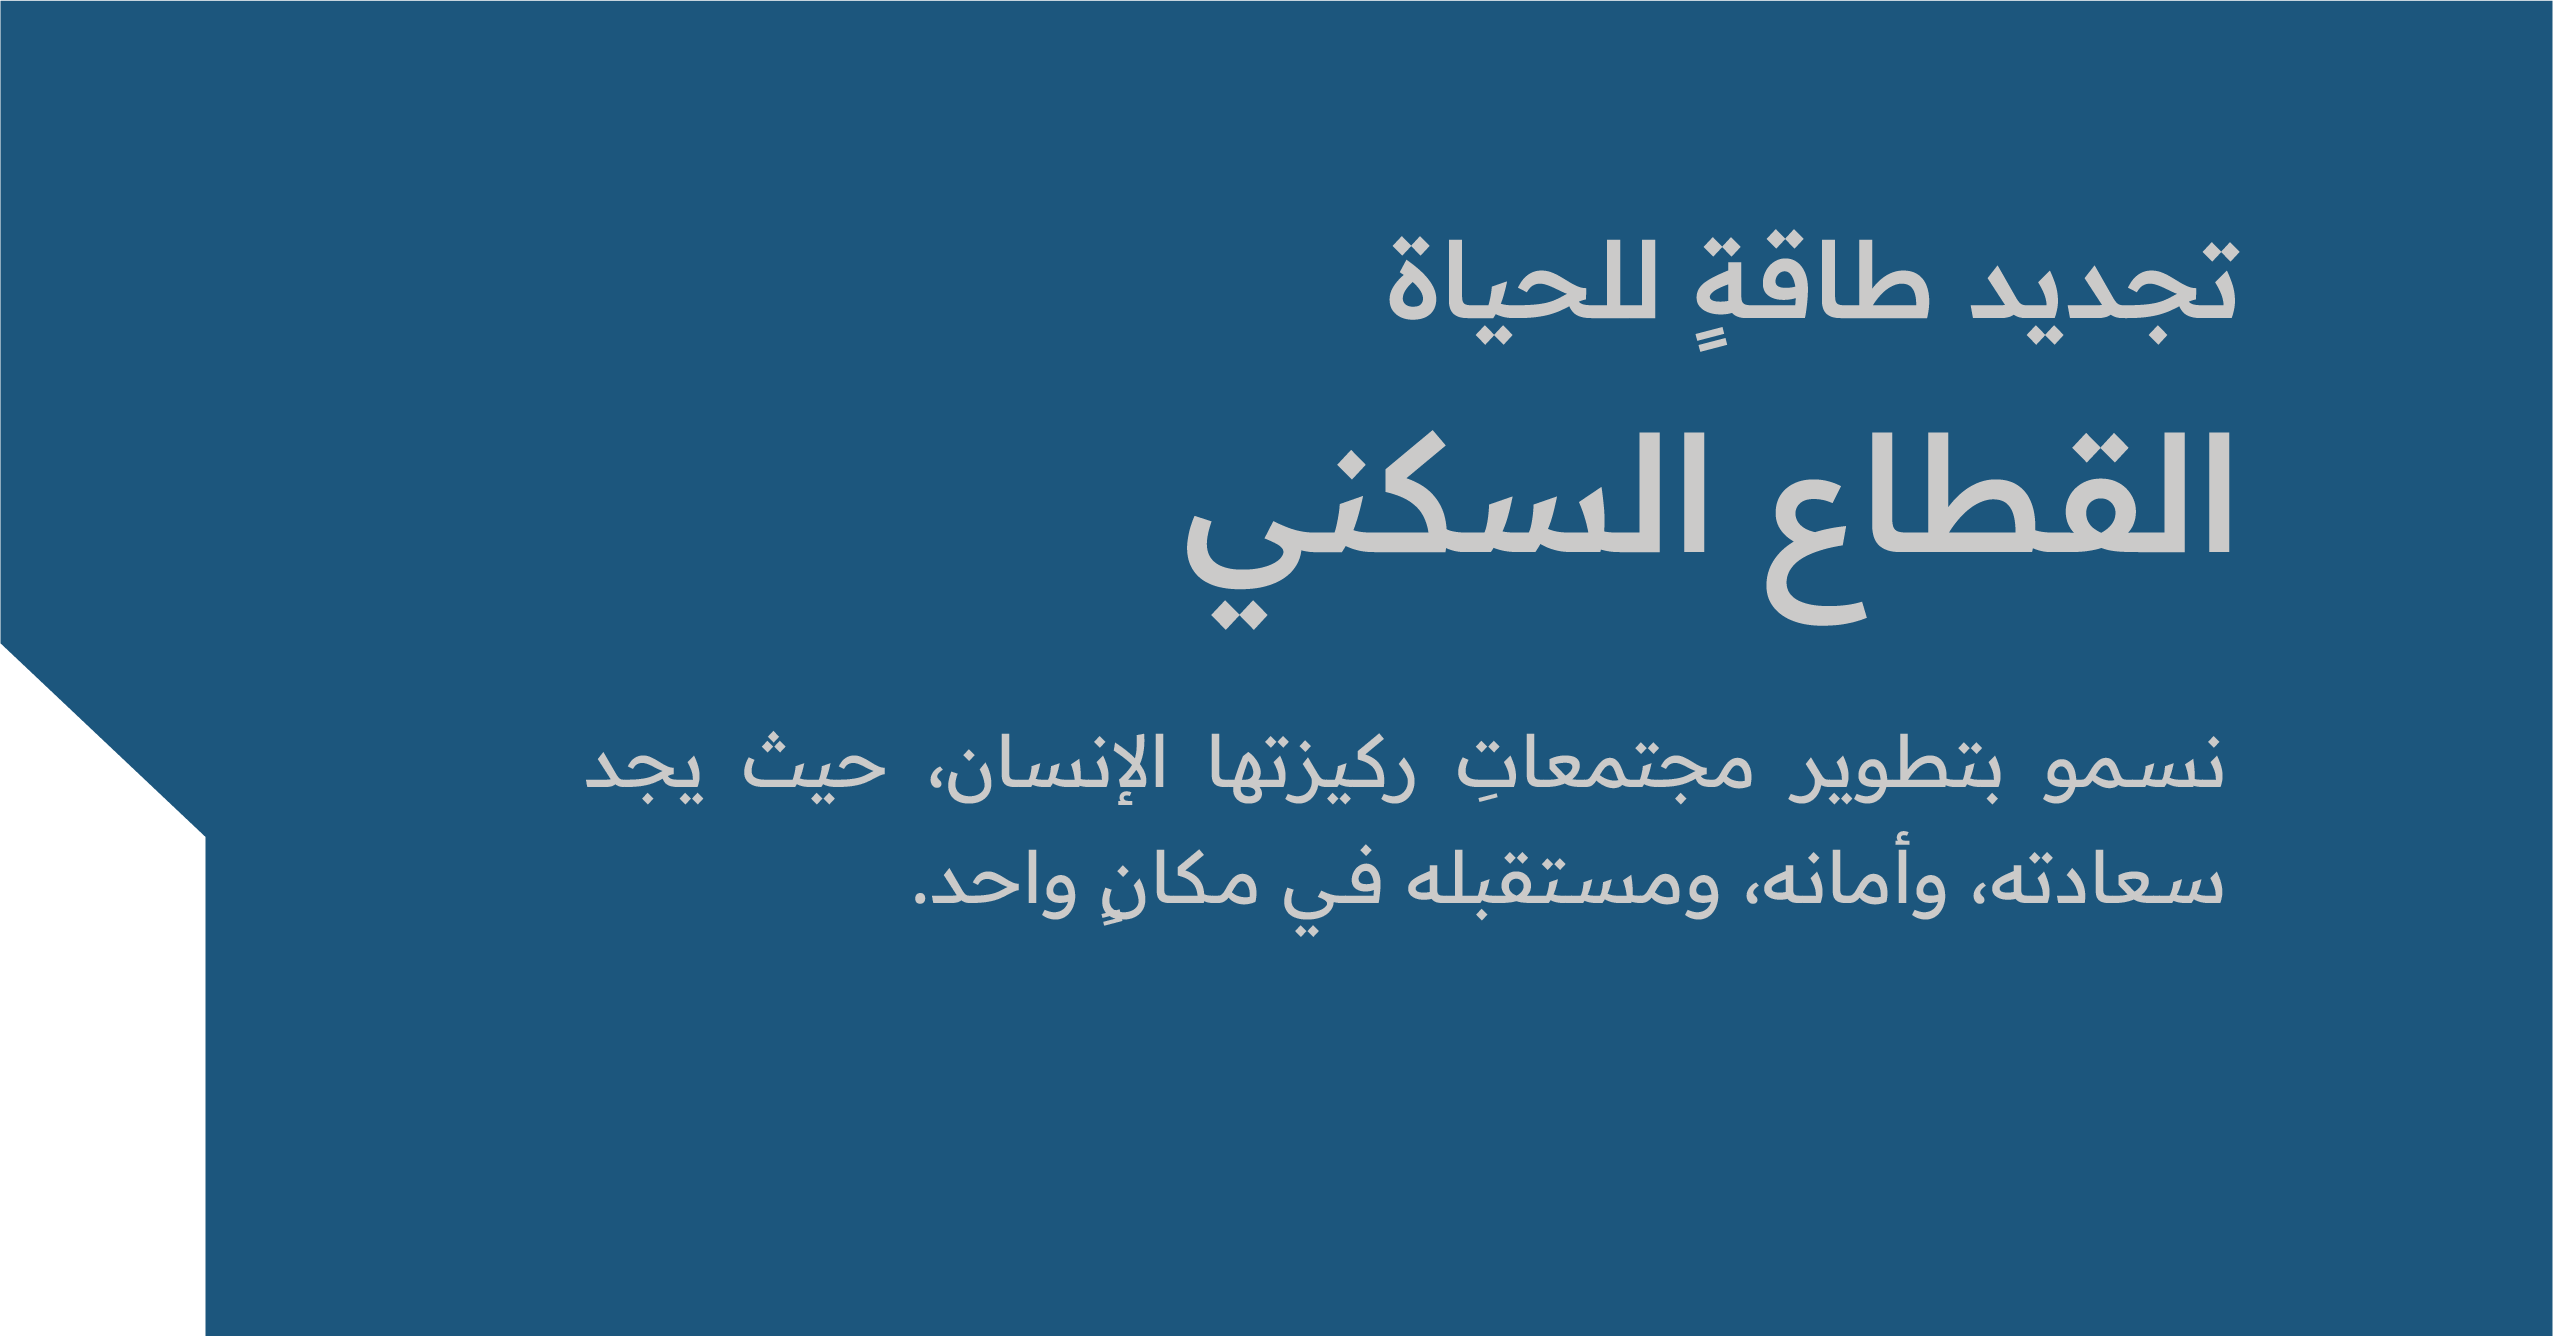 تجديد طاقةٍ للحياة
القطاع السكني
نسمو بتطوير مجتمعاتِ ركيزتها الإنسان، حيث يجد
سعادته، وأمانه، ومستقبله في مكانٍ واحد.